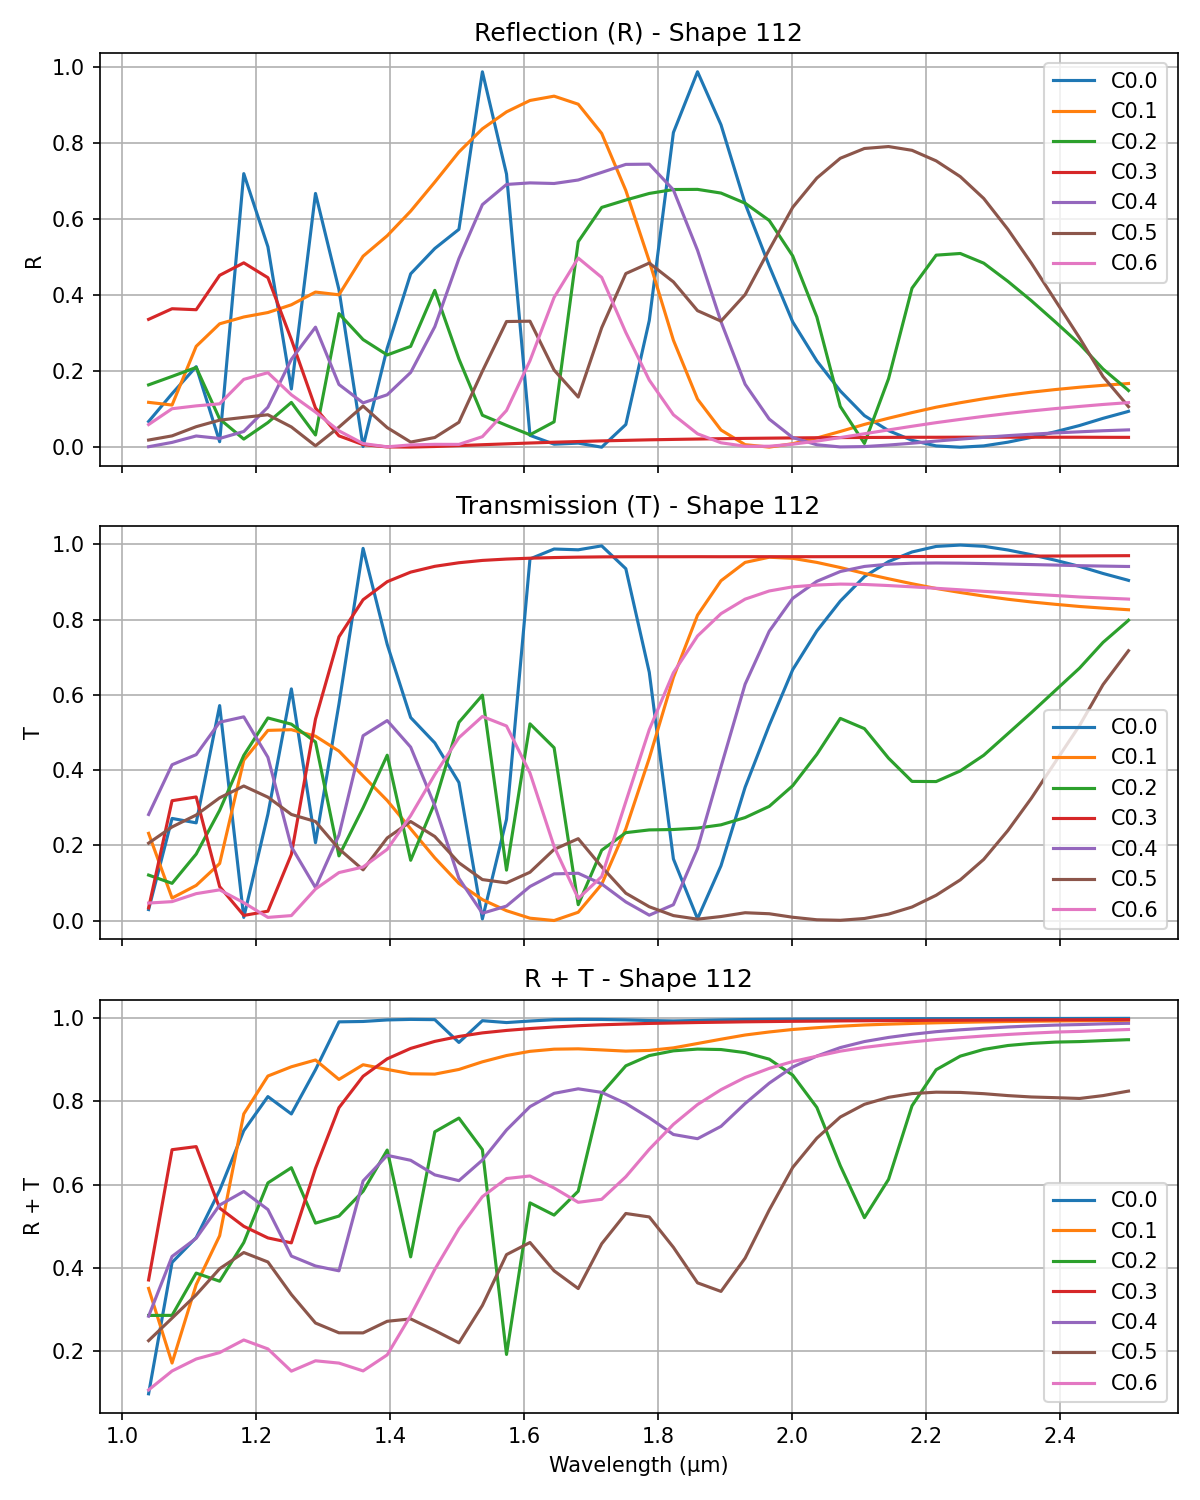 Reflection (R) - Shape 112
1.0
0.8
0.6
0.4
0.2
0.0
R
C0.0
C0.1
C0.2
C0.3
C0.4
C0.5
C0.6
Transmission (T) - Shape 112
1.0
0.8
0.6
0.4
0.2
0.0
T
C0.0
C0.1
C0.2
C0.3
C0.4
C0.5
C0.6
R + T - Shape 112
1.0
0.8
0.6
0.4
0.2
R + T
C0.0
C0.1
C0.2
C0.3
C0.4
C0.5
C0.6
1.0 1.2 1.4 1.6 1.8 2.0 2.2 2.4
Wavelength (μm)